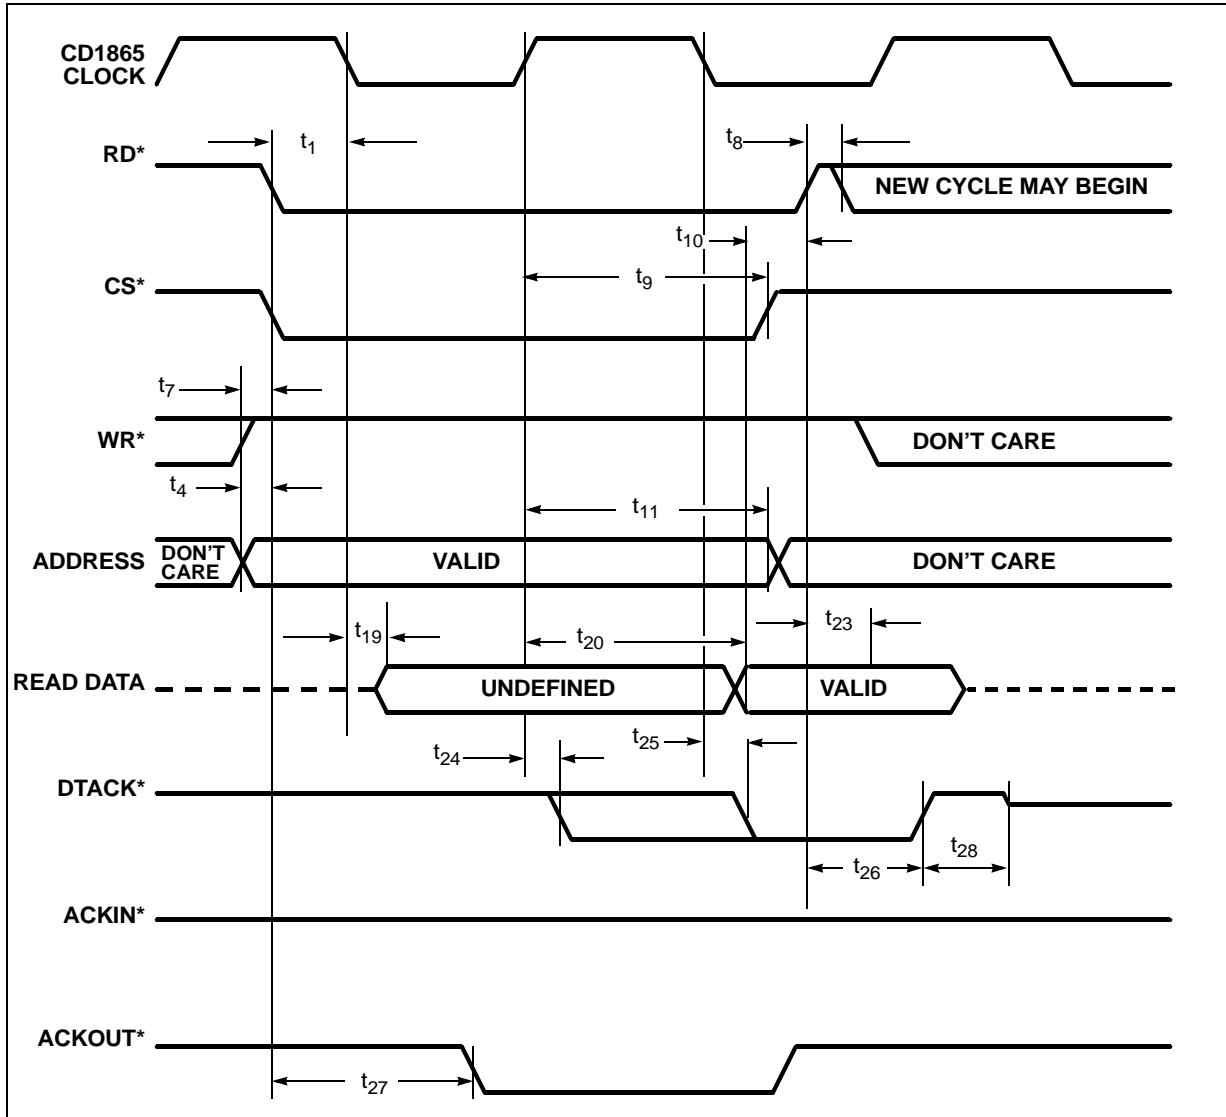 CD1865
CLOCK
t1
t8
RD*
NEW CYCLE MAY BEGIN
t10
t9
CS*
t7
WR*
DON'T CARE
t4
t11
ADDRESS
DON'T
CARE
VALID
DON'T CARE
t19
t20
t23
READ DATA
UNDEFINED
VALID
t24
t25
DTACK*
t26
t28
ACKIN*
ACKOUT*
t27